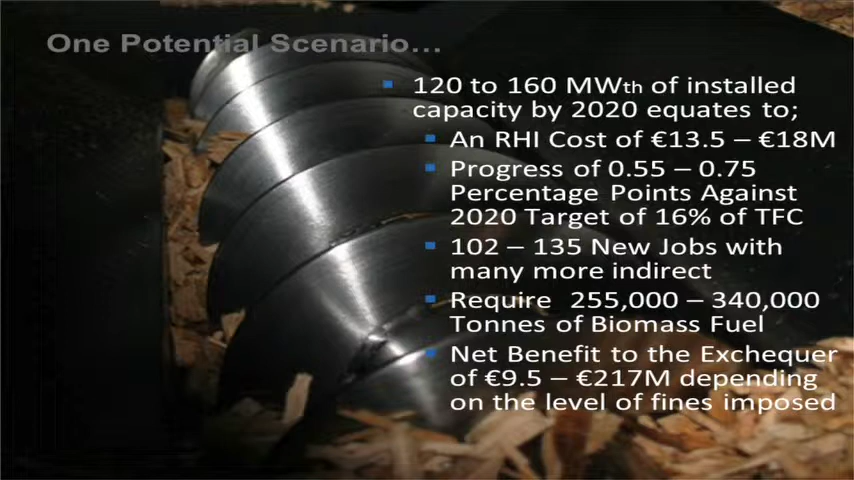 One Potential Scenario...
120 to 160 MWth of installed
capacity by 2020 equates to;
An RHI Cost of €13.5 – €18M
Progress of 0.55 – 0.75
Percentage Points Against
2020 Target of 16% of TFC
102 – 135 New Jobs with
many more indirect
Require 255,000 – 340,000
Tonnes of Biomass Fuel
Net Benefit to the Exchequer
of €9.5 – €217M depending
on the level of fines imposed